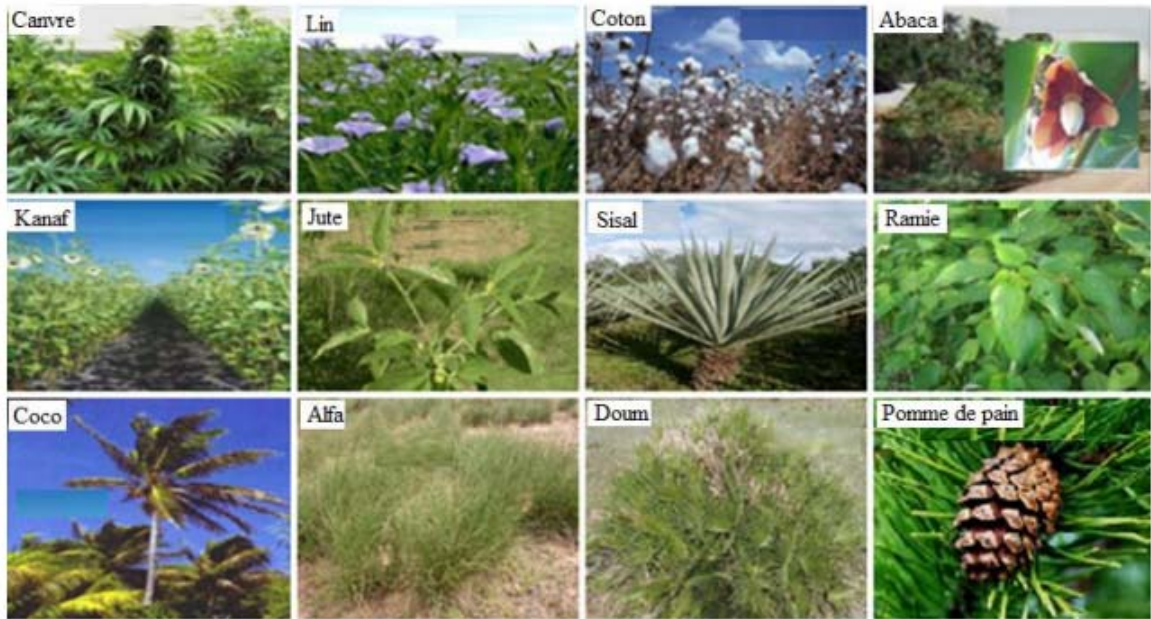 Canvre
Lin
Coton
Abaca
Kanaf
Jute
Sisal
Ramie
Coco
Alfa
Doum
Pomme de pain